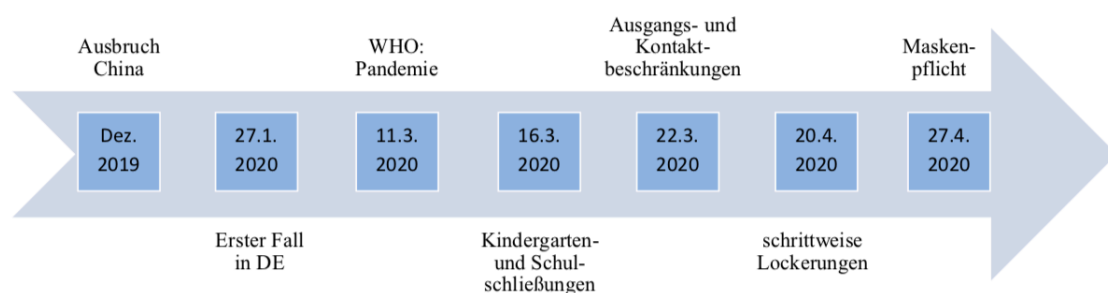 Ausbruch
China
WHO:
Pandemie
Ausgangs- und
Kontakt-
beschränkungen
Masken-
pflicht
Dez.
2019
27.1.
2020
11.3.
2020
16.3.
2020
22.3.
2020
20.4.
2020
27.4.
2020
Erster Fall
in DE
Kindergarten-
und Schul-
schließungen
schrittweise
Lockerungen